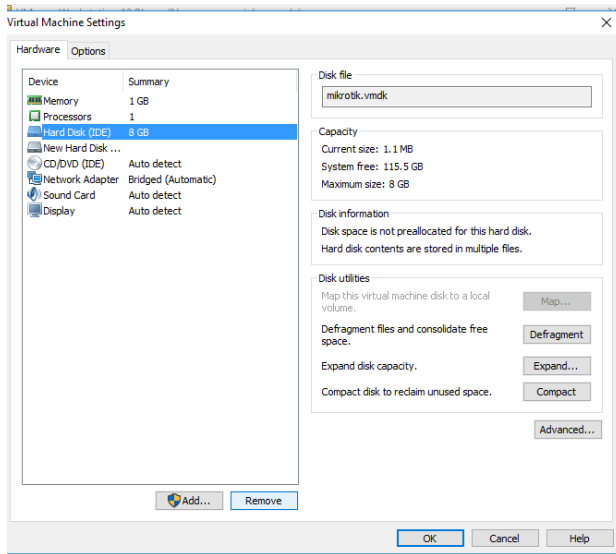 Virtual Machine Settings
Hardware Options
Device Summary
Memory 1 GB
Processors 1
Hard Disk (IDE) 8 GB
New Hard Disk ...
CD/DVD (IDE) Auto detect
Network Adapter Bridged (Automatic)
Sound Card Auto detect
Display Auto detect
Add... Remove
Disk file
mikrotik.vmdk
Capacity
Current size: 1.1 MB
System free: 115.5 GB
Maximum size: 8 GB
Disk information
Disk space is not preallocated for this hard disk.
Hard disk contents are stored in multiple files.
Disk utilities
Map this virtual machine disk to a local
volume.
Map...
Defragment files and consolidate free
space.
Defragment
Expand disk capacity.
Expand...
Compact disk to reclaim unused space.
Compact
Advanced...
OK Cancel Help